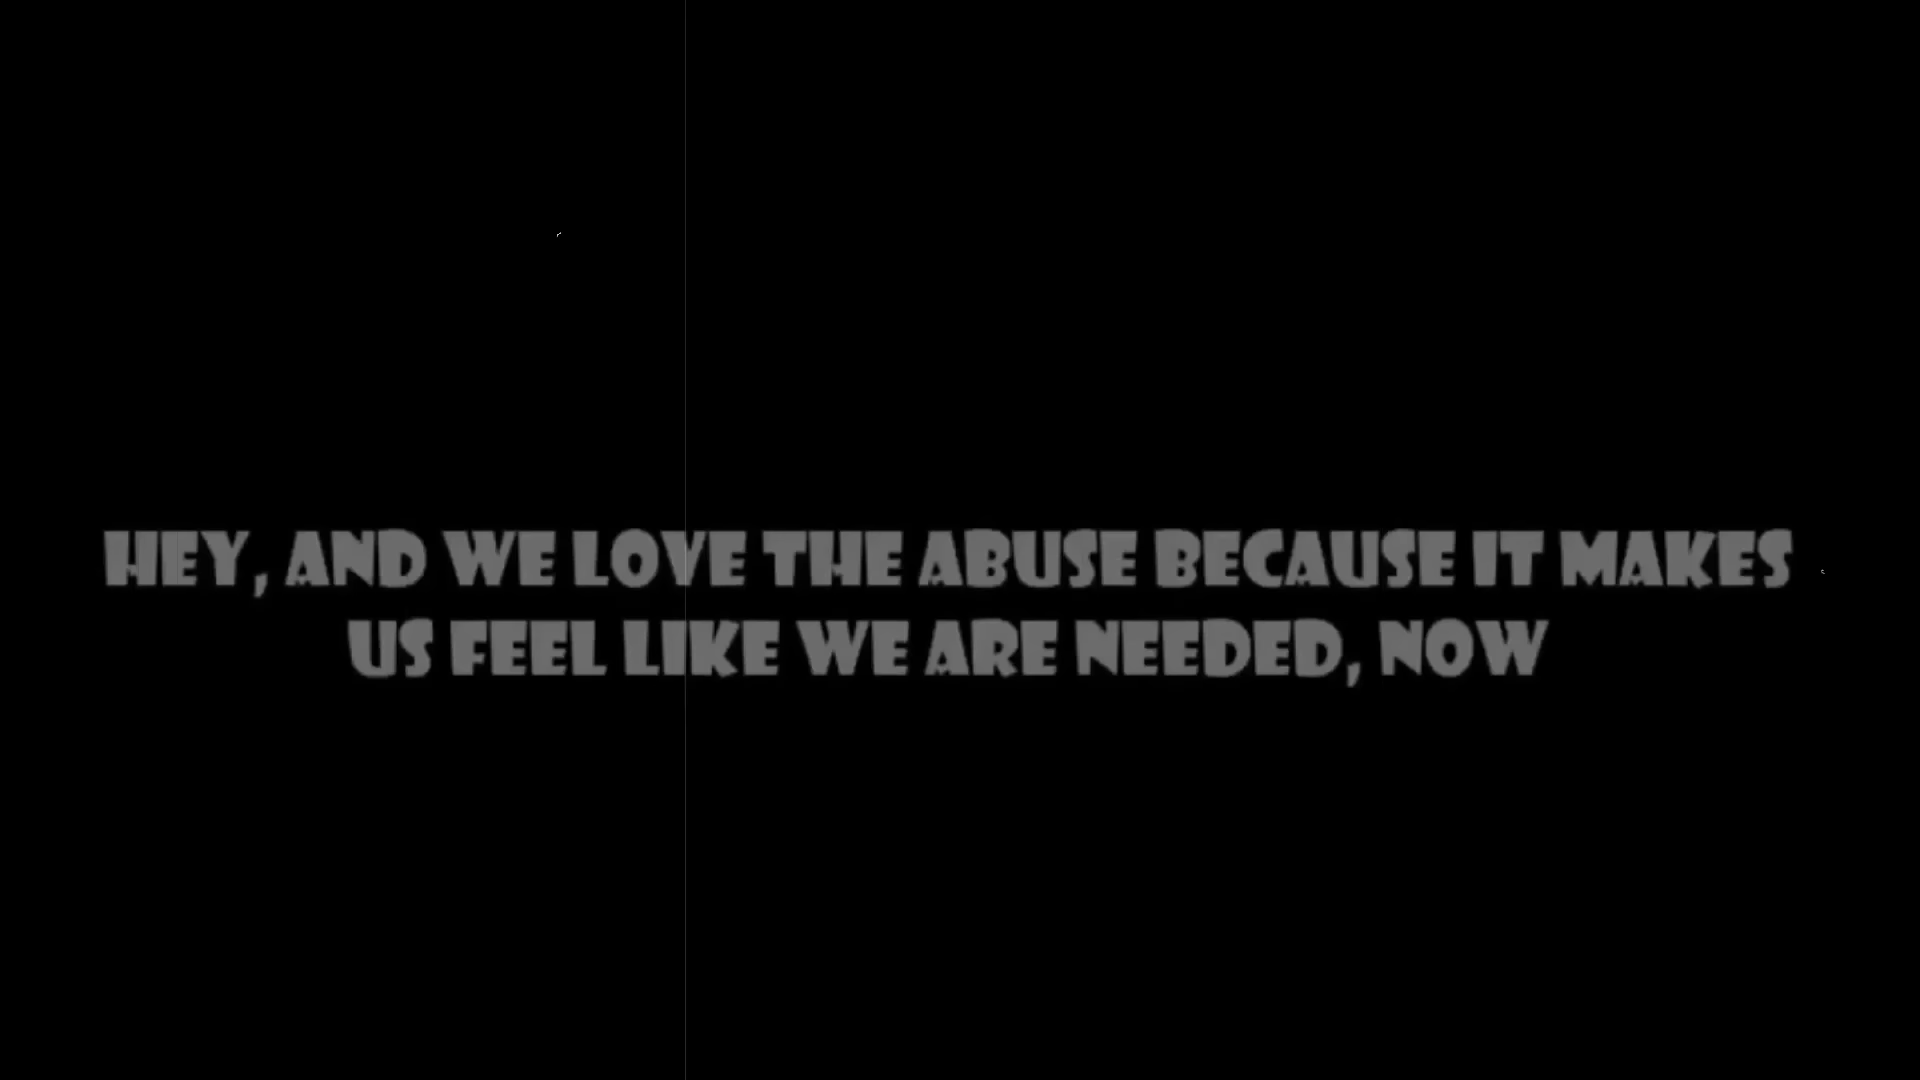 HEY, AND WE LOVE THE ABUSE BECAUSE IT MAKES
US FEEL LIKE WE ARE NEEDED, NOW